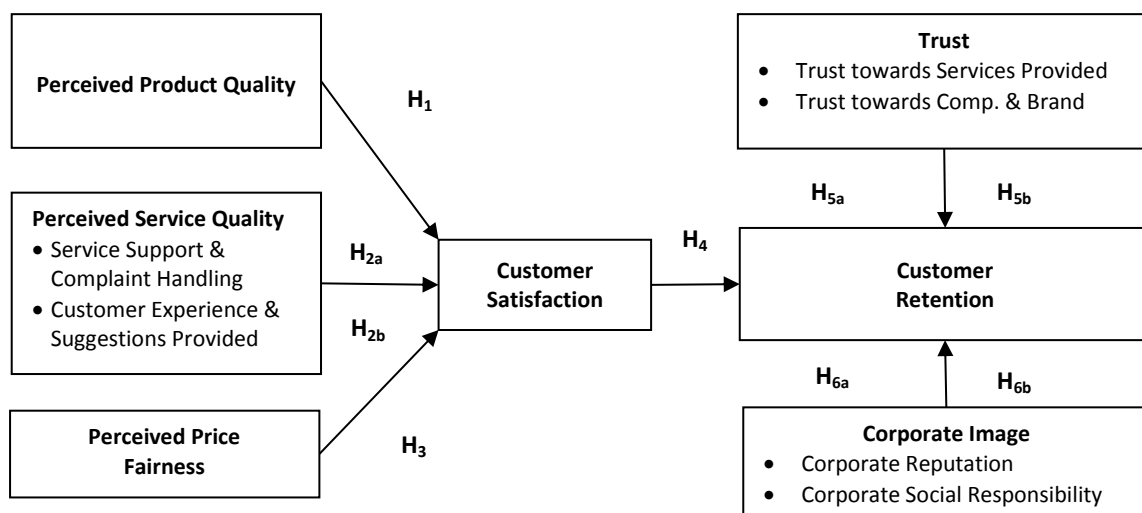 Perceived Product Quality
H1
Perceived Service Quality
• Service Support &
Complaint Handling
• Customer Experience &
Suggestions Provided
H2a
H2b
Perceived Price
Fairness
H3
Customer
Satisfaction
H4
Trust
• Trust towards Services Provided
• Trust towards Comp. & Brand
H5a
H5b
Customer
Retention
H6a
H6b
Corporate Image
• Corporate Reputation
• Corporate Social Responsibility